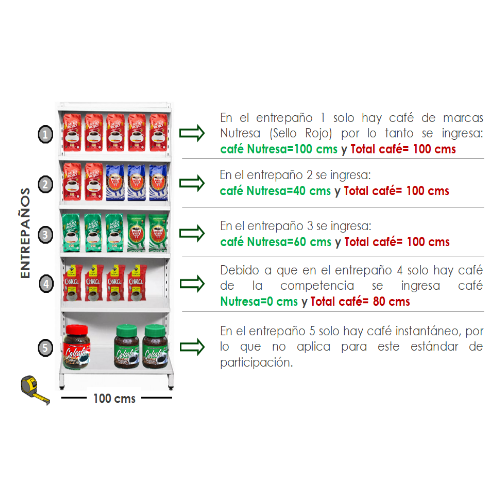 ENTREPAÑOS
1
En el entrepaño 1 solo hay café de marcas
Nutresa (Sello Rojo) por lo tanto se ingresa:
café Nutresa=100 cms y Total café= 100 cms
2
En el entrepaño 2 se ingresa:
café Nutresa=40 cms y Total café= 100 cms
3
En el entrepaño 3 se ingresa:
café Nutresa=60 cms y Total café= 100 cms
4
Debido a que en el entrepaño 4 solo hay café
de la competencia se ingresa café
Nutresa=0 cms y Total café= 80 cms
5
En el entrepaño 5 solo hay café instantáneo, por
lo que no aplica para este estándar de
participación.
100 cms